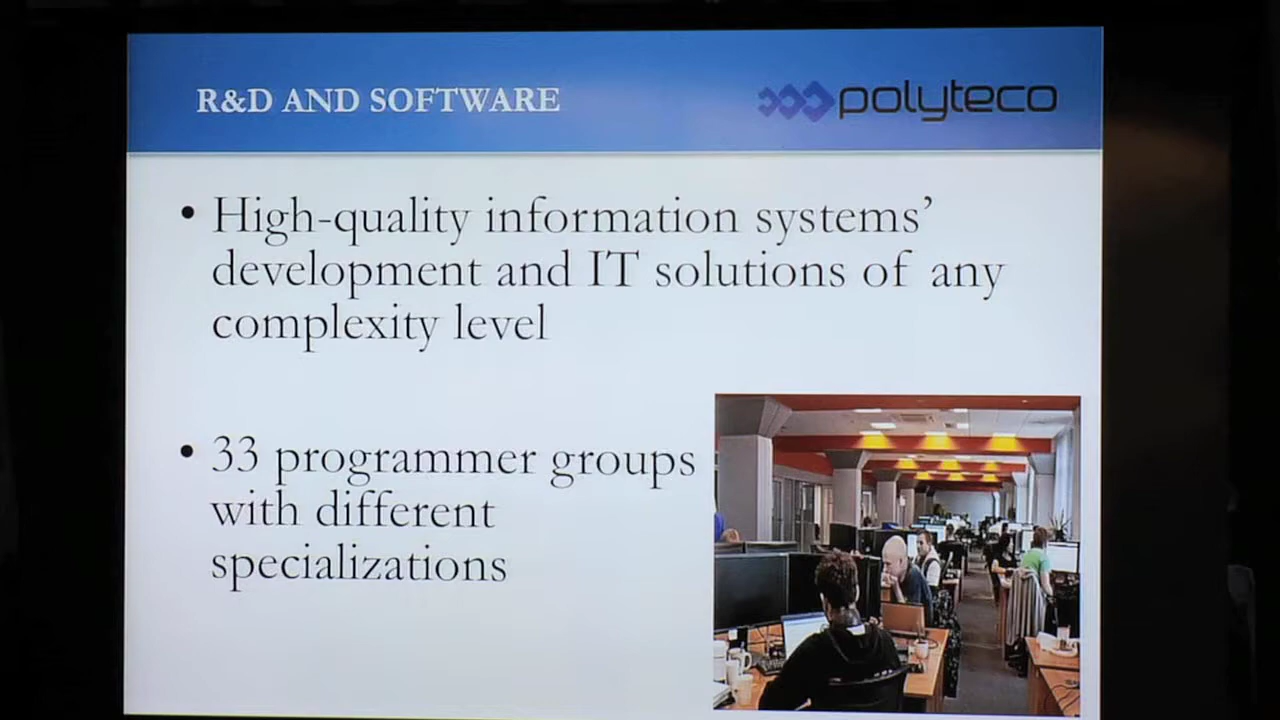 R&D AND SOFTWARE
polyteco
• High-quality information systems’
development and IT solutions of any
complexity level
• 33 programmer groups
with different
specializations